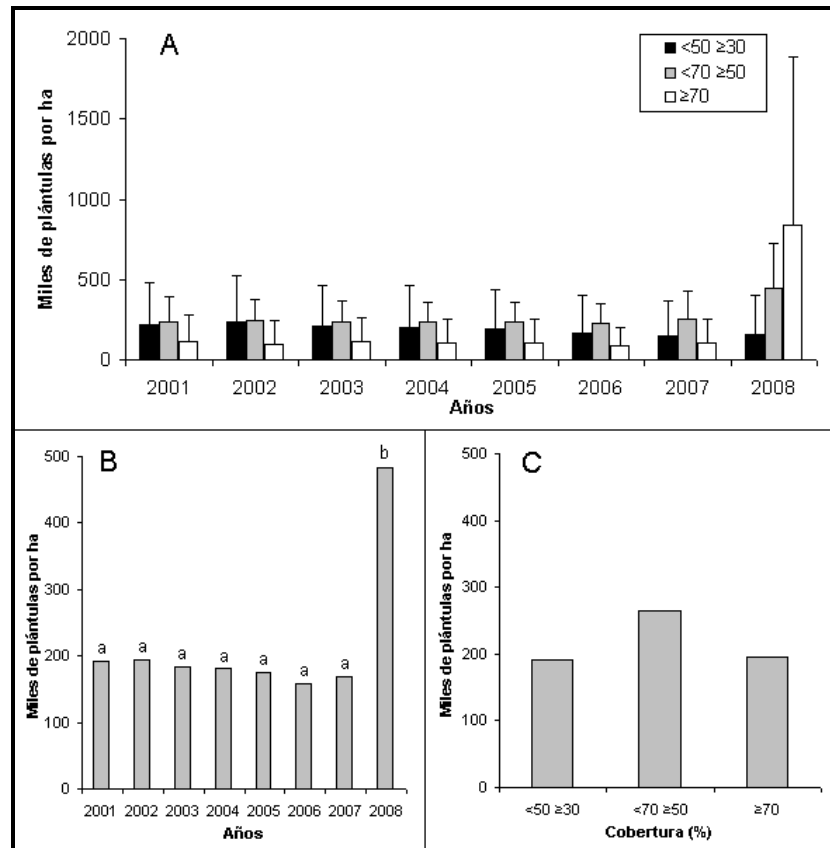 A
<50 ≥30
<70 ≥50
≥70
Miles de plántulas por ha
2000
1500
1000
500
0
2001 2002 2003 2004 2005 2006 2007 2008
Años
B
Miles de plántulas por ha
500
400
300
200
100
0
a a a a a a a b
2001 2002 2003 2004 2005 2006 2007 2008
Años
C
Miles de plántulas por ha
500
400
300
200
100
0
<50 ≥30 <70 ≥50 ≥70
Cobertura (%)